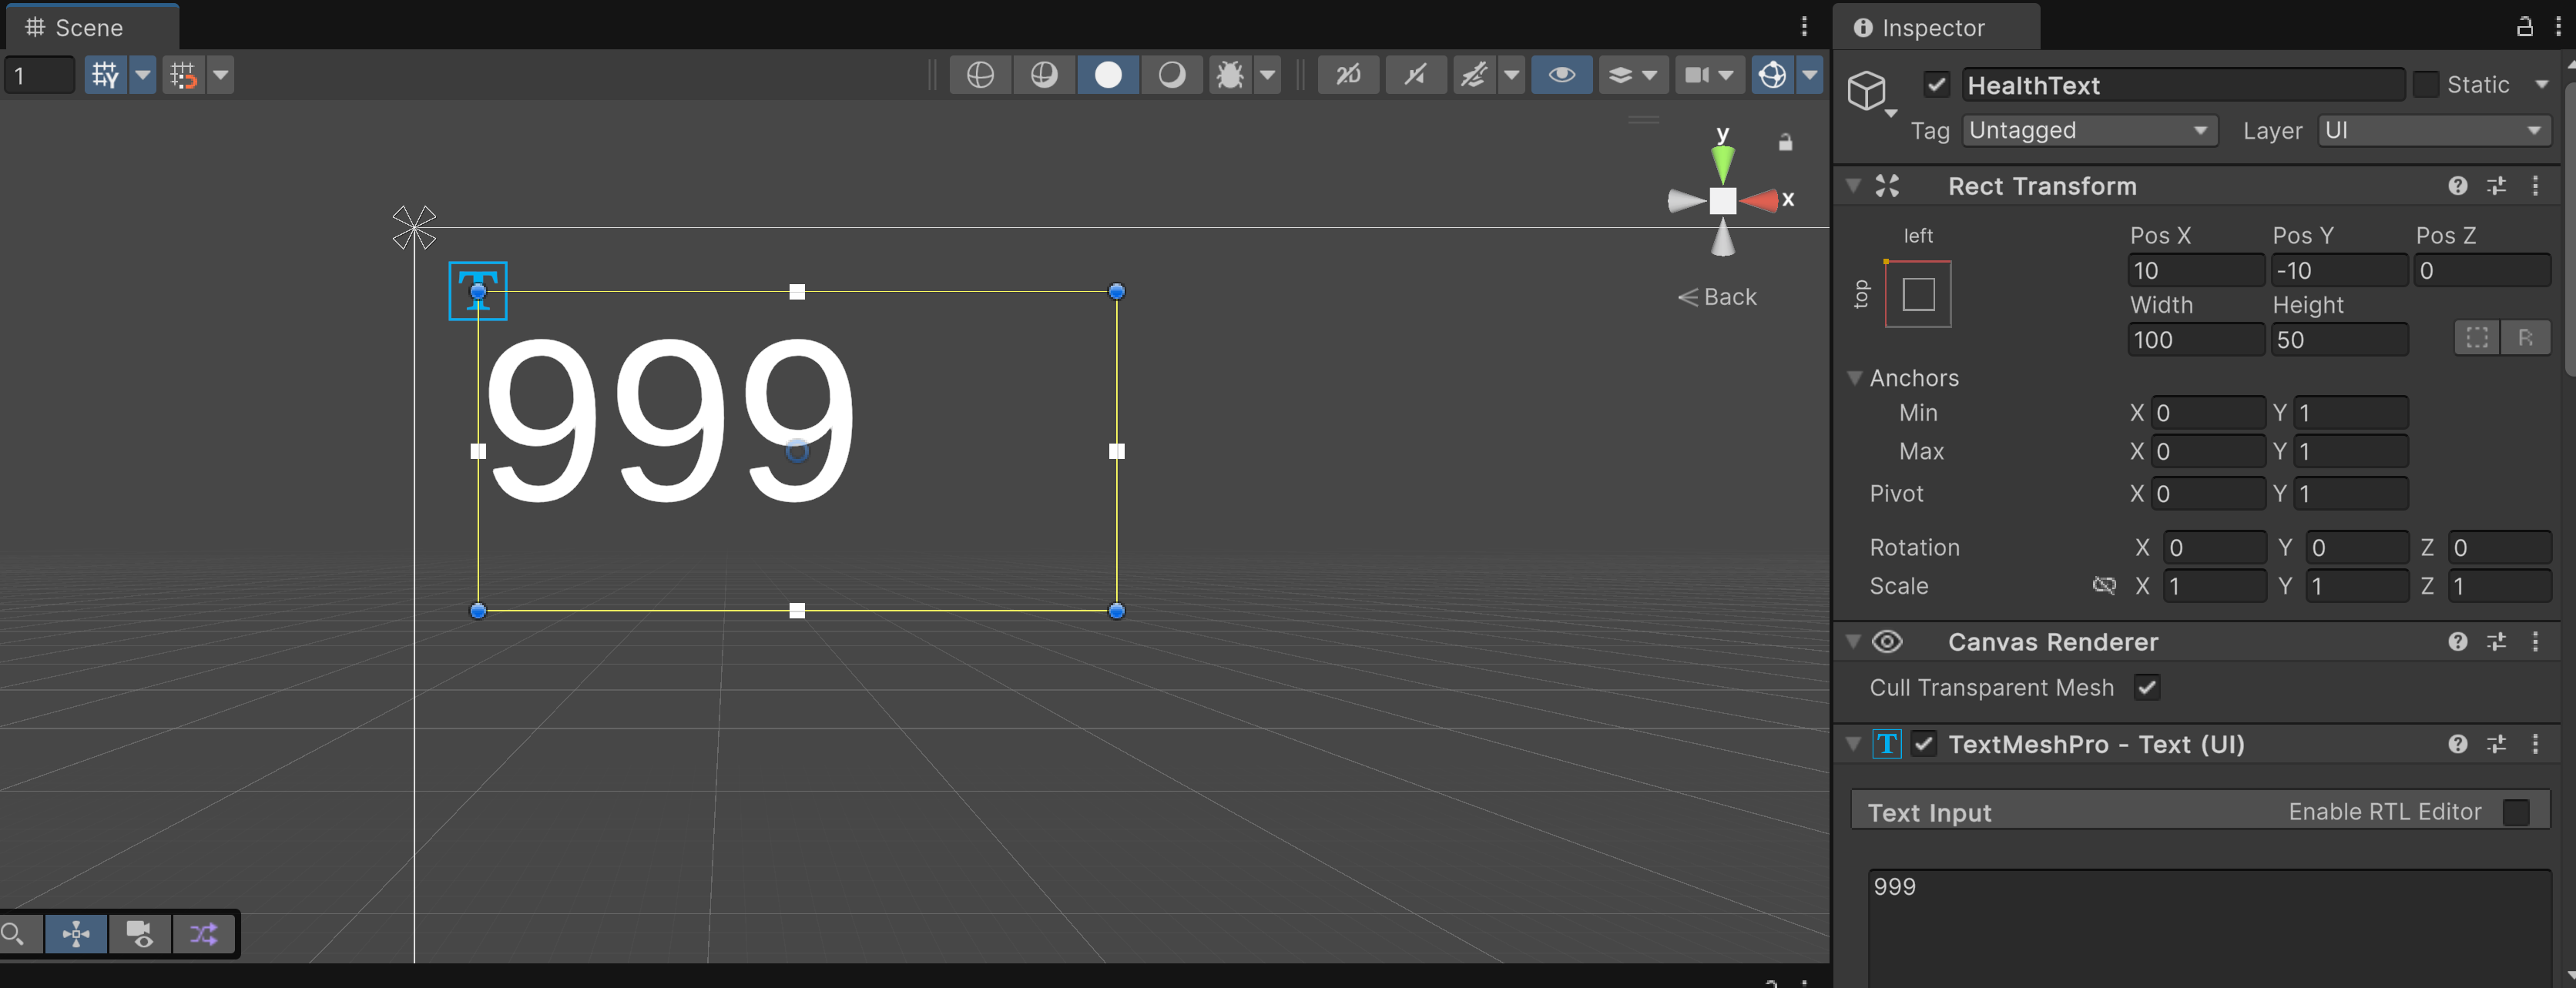 Scene
Inspector
1
2D
HealthText
Static
Tag Untagged Layer UI
y
x
Back
Rect Transform
left
top
Pos X Pos Y Pos Z
10 -10 0
Width Height
100 50
R
Anchors
Min X 0 Y 1
Max X 0 Y 1
Pivot X 0 Y 1
Rotation X 0 Y 0 Z 0
Scale X 1 Y 1 Z 1
T
999
Canvas Renderer
Cull Transparent Mesh
T TextMeshPro - Text (UI)
Text Input Enable RTL Editor
999